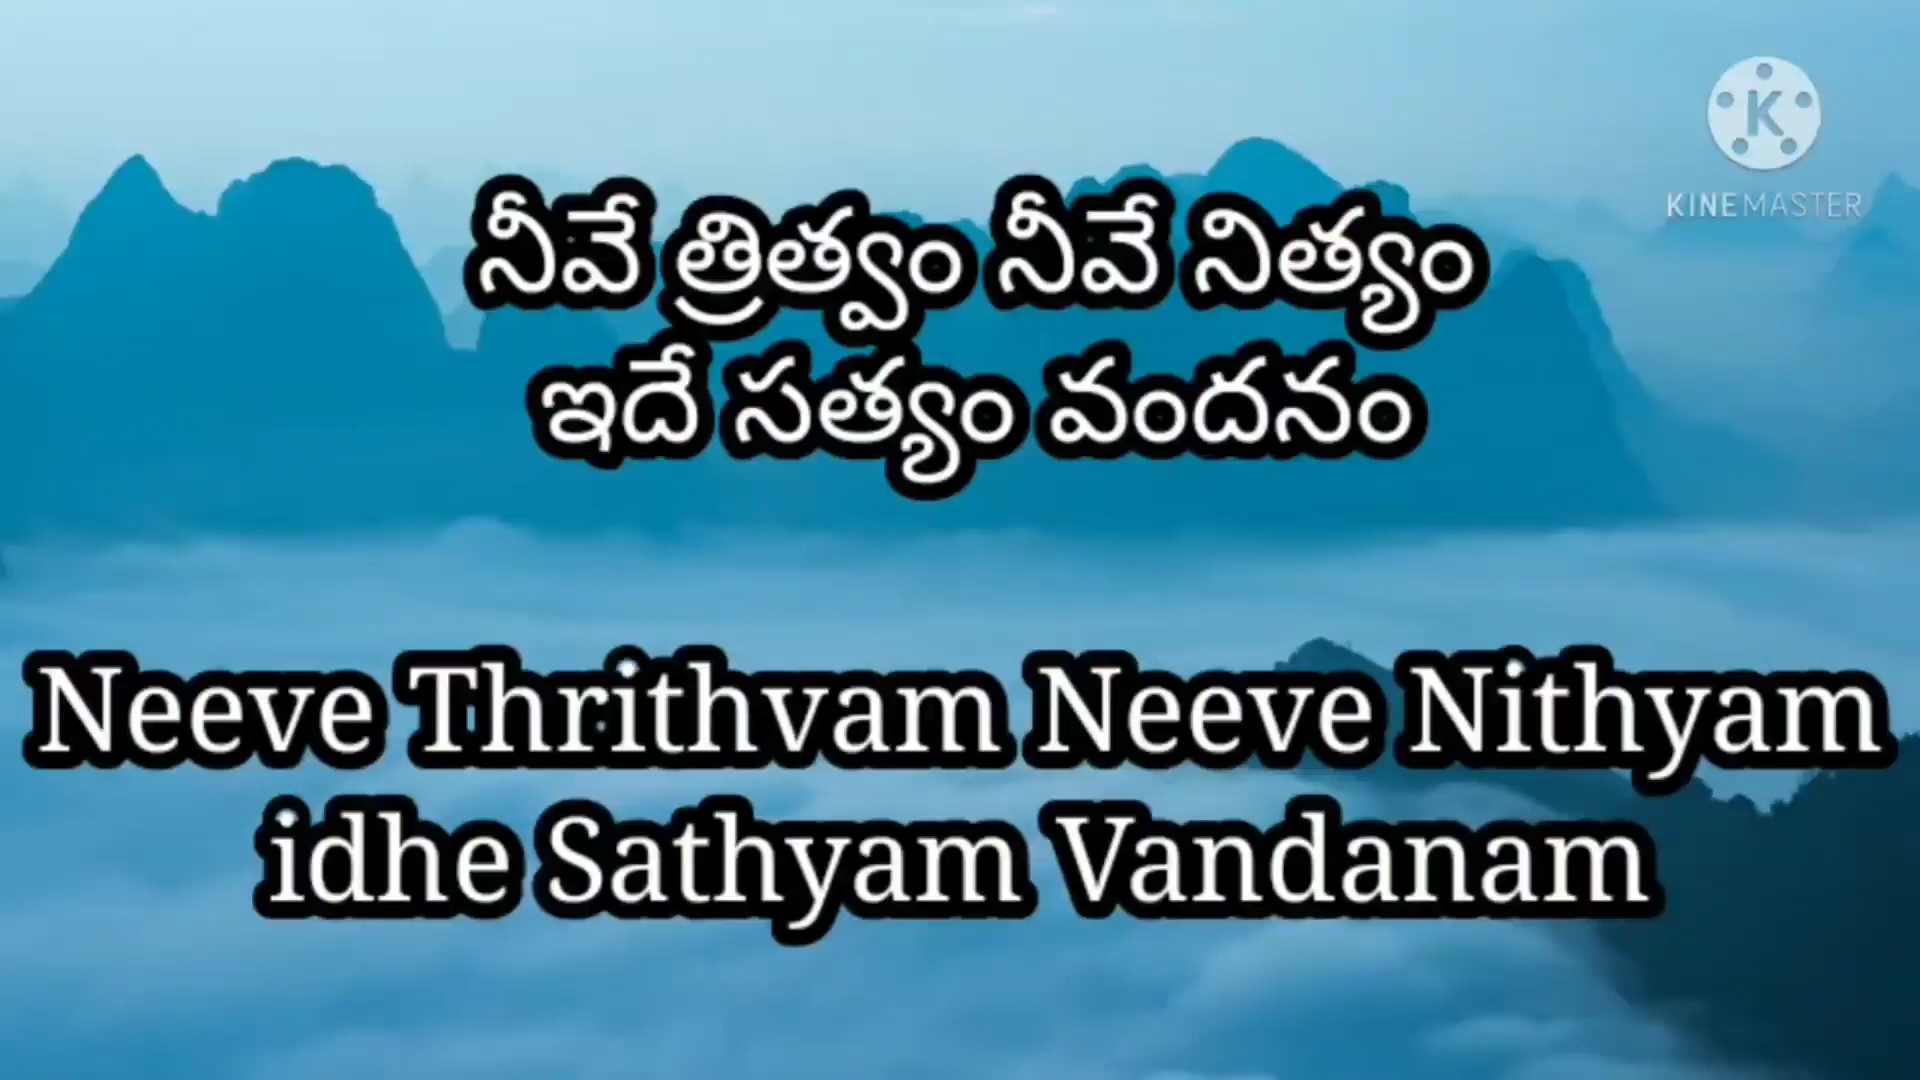 KINEMASTER
నీవే త్రిత్వం నీవే నిత్యం
ఇదే సత్యం వందనం
Neeve Thrithvam Neeve Nithyam
idhe Sathyam Vandanam